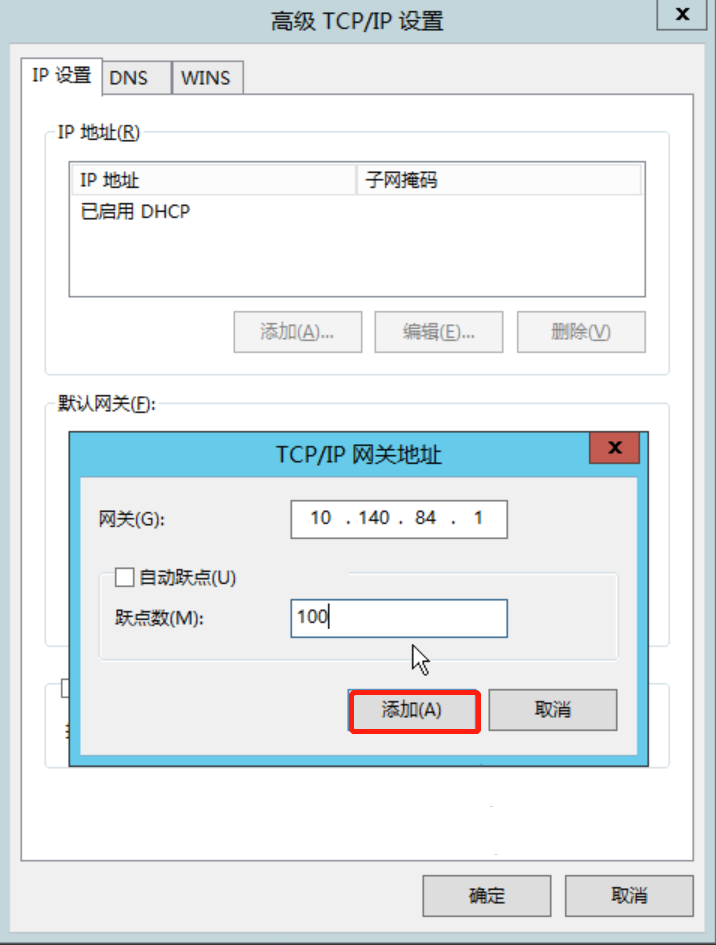 高级 TCP/IP 设置
x
IP 设置 DNS WINS
IP 地址(R)
IP 地址 子网掩码
已启用 DHCP
添加(A)... 编辑(E)... 删除(V)
默认网关(F):
TCP/IP 网关地址
x
网关(G): 10 . 140 . 84 . 1
自动跃点(U)
跃点数(M): 100
添加(A) 取消
确定 取消